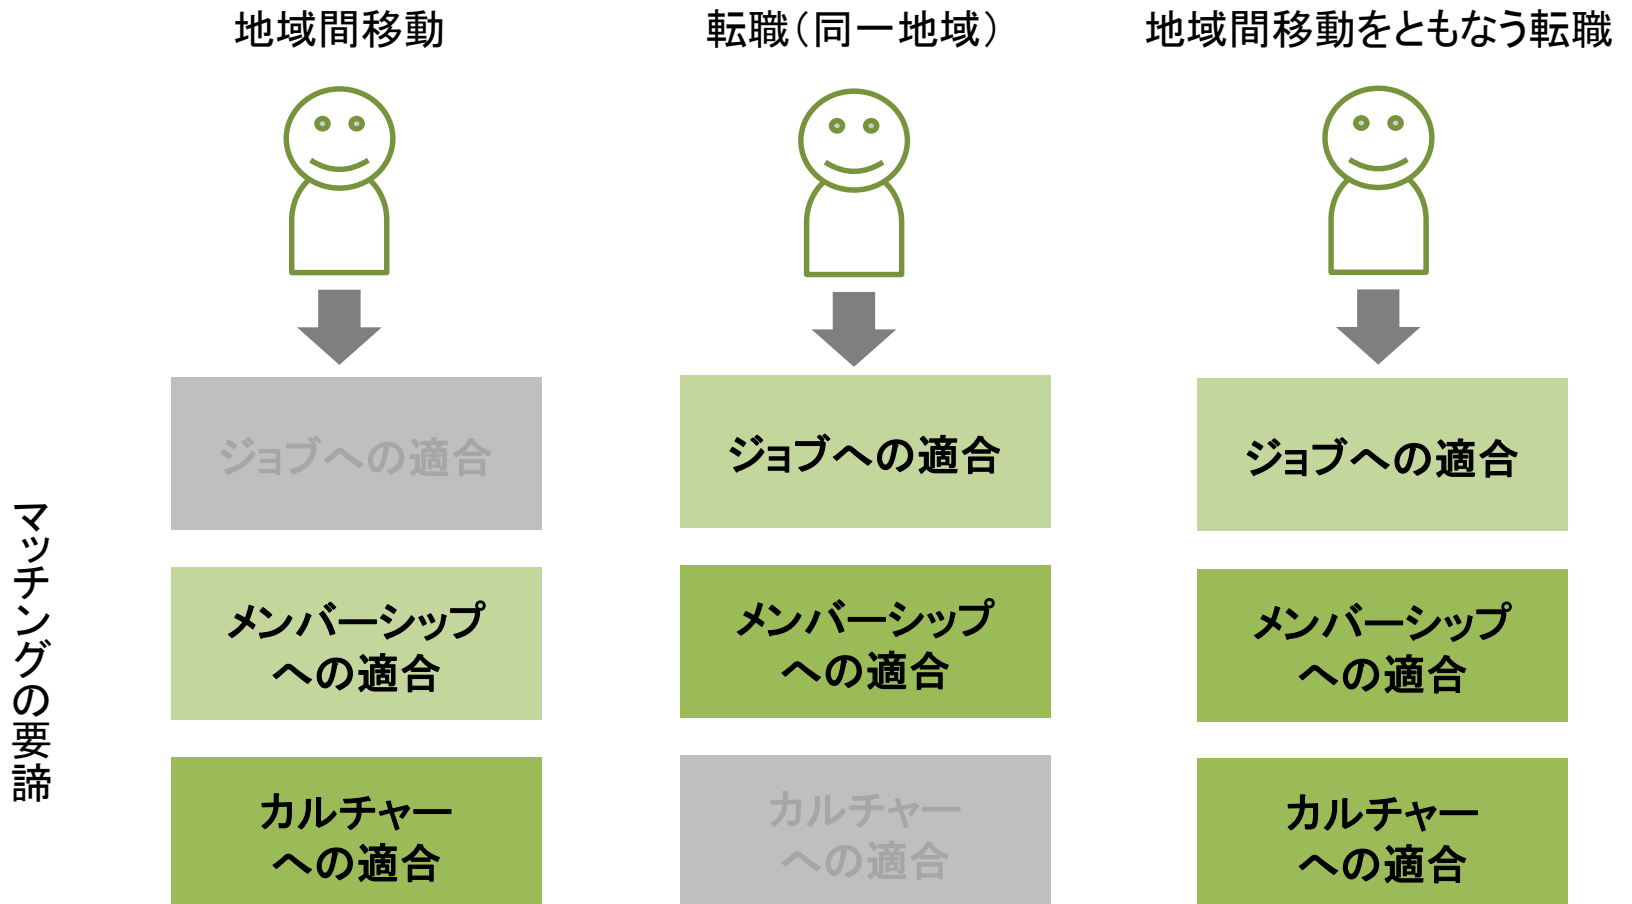 地域間移動
転職（同一地域）
地域間移動をともなう転職
マッチングの要諦
ジョブへの適合
ジョブへの適合
ジョブへの適合
メンバーシップ
への適合
メンバーシップ
への適合
メンバーシップ
への適合
カルチャー
への適合
カルチャー
への適合
カルチャー
への適合